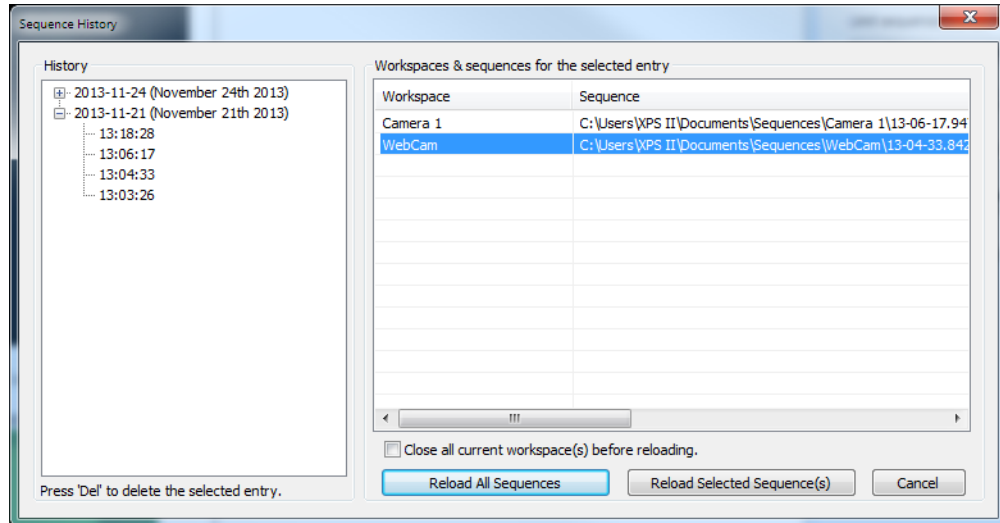 Sequence History
History
2013-11-24 (November 24th 2013)
2013-11-21 (November 21th 2013)
13:18:28
13:06:17
13:04:33
13:03:26
Press 'Del' to delete the selected entry.
Workspaces & sequences for the selected entry
Workspace Sequence
Camera 1 C:\Users\XPS II\Documents\Sequences\Camera 1\13-06-17.94
WebCam C:\Users\XPS II\Documents\Sequences\WebCam\13-04-33.842
Close all current workspace(s) before reloading.
Reload All Sequences Reload Selected Sequence(s) Cancel